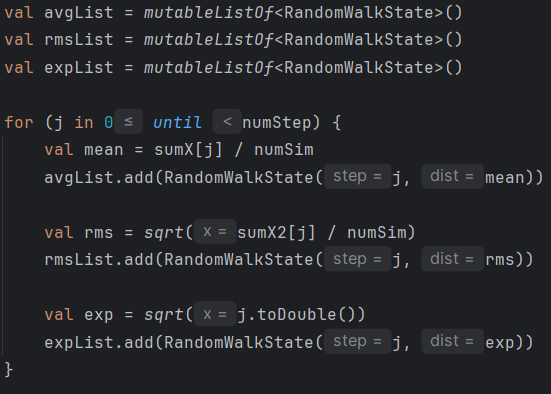 val avgList = mutableListOf<RandomWalkState>()
val rmsList = mutableListOf<RandomWalkState>()
val expList = mutableListOf<RandomWalkState>()

for (j in 0 ≤ until < numStep) {
    val mean = sumX[j] / numSim
    avgList.add(RandomWalkState( step = j, dist = mean))

    val rms = sqrt( x = sumX2[j] / numSim)
    rmsList.add(RandomWalkState( step = j, dist = rms))

    val exp = sqrt( x = j.toDouble())
    expList.add(RandomWalkState( step = j, dist = exp))
}